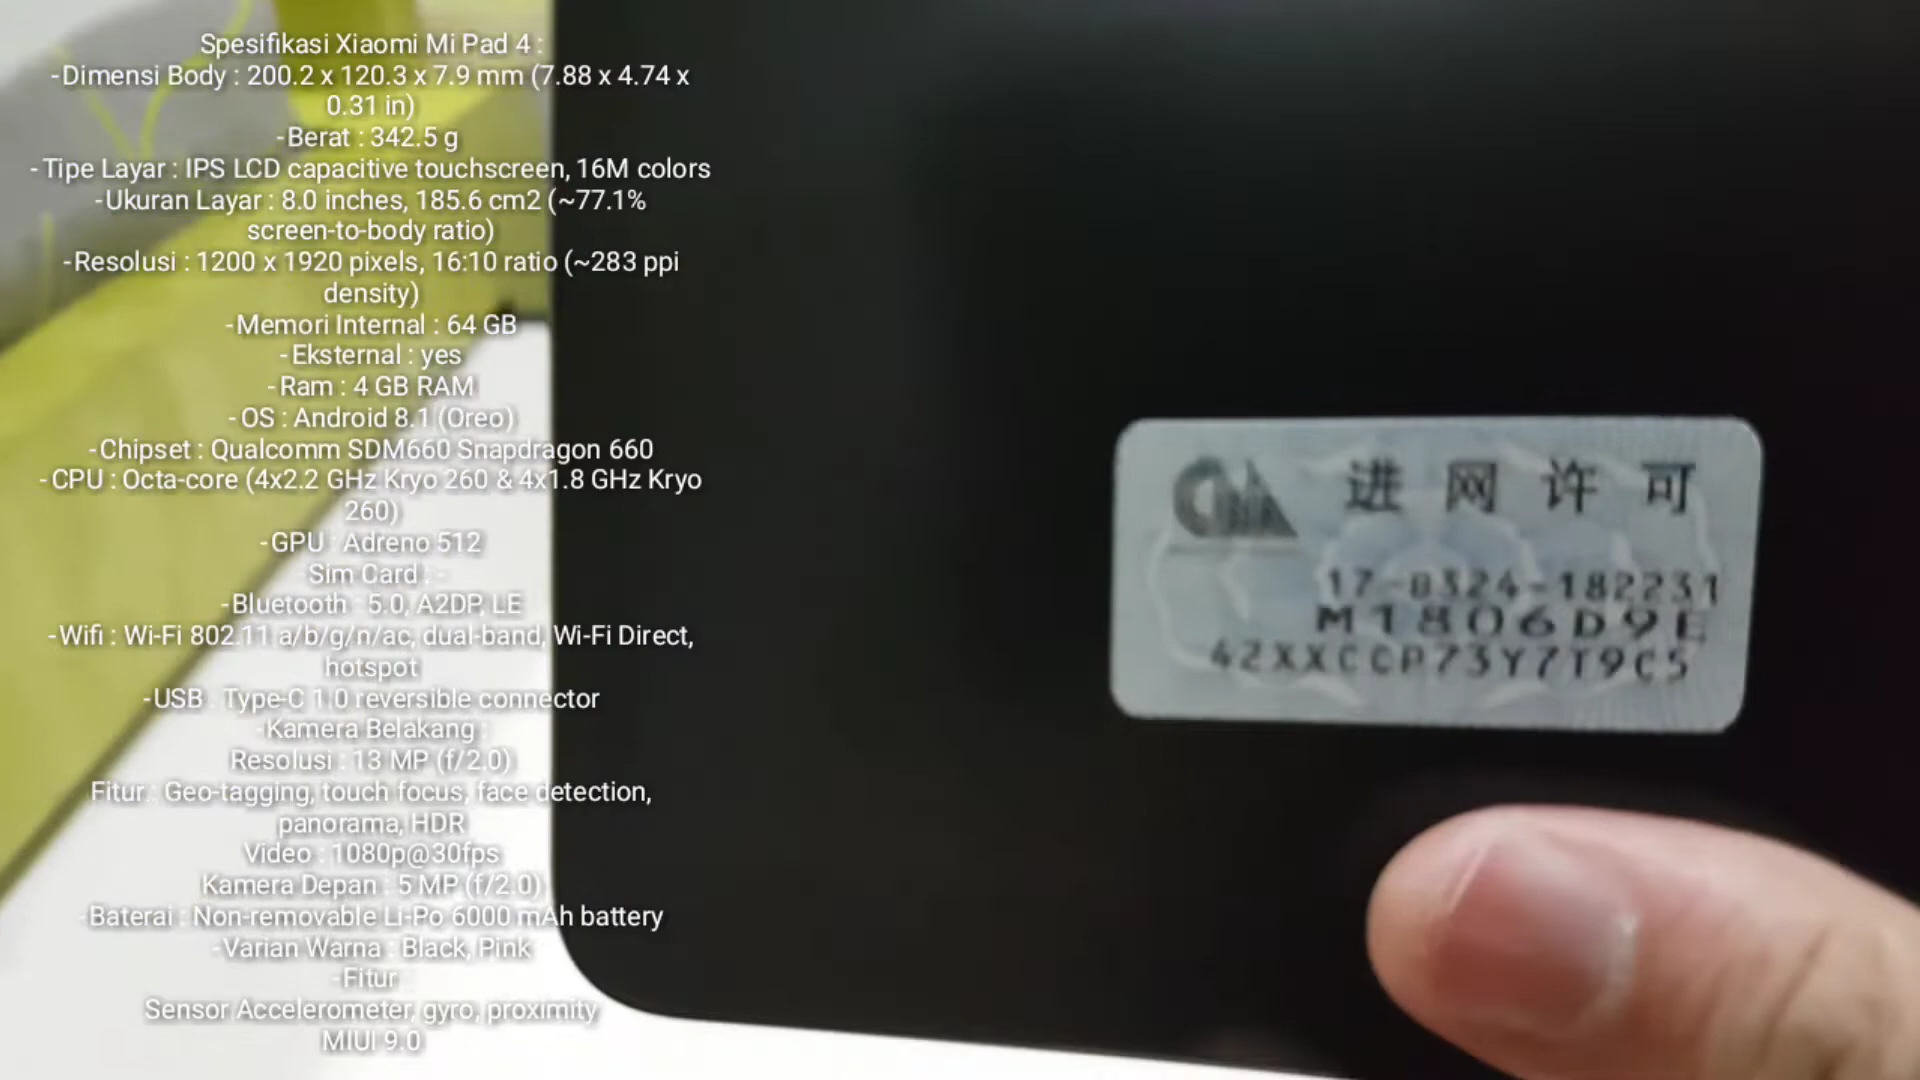 Spesifikasi Xiaomi Mi Pad 4 :
-Dimensi Body : 200.2 x 120.3 x 7.9 mm (7.88 x 4.74 x
0.31 in)
-Berat : 342.5 g
-Tipe Layar : IPS LCD capacitive touchscreen, 16M colors
-Ukuran Layar : 8.0 inches, 185.6 cm2 (~77.1%
screen-to-body ratio)
-Resolusi : 1200 x 1920 pixels, 16:10 ratio (~283 ppi
density)
-Memori Internal : 64 GB
-Eksternal : yes
-Ram : 4 GB RAM
-OS : Android 8.1 (Oreo)
-Chipset : Qualcomm SDM660 Snapdragon 660
-CPU : Octa-core (4x2.2 GHz Kryo 260 & 4x1.8 GHz Kryo
260)
-GPU : Adreno 512
-Sim Card : -
-Bluetooth : 5.0, A2DP, LE
-Wifi : Wi-Fi 802.11 a/b/g/n/ac, dual-band, Wi-Fi Direct,
hotspot
-USB : Type-C 1.0 reversible connector
-Kamera Belakang :
Resolusi : 13 MP (f/2.0)
Fitur : Geo-tagging, touch focus, face detection,
panorama, HDR
Video : 1080p@30fps
Kamera Depan : 5 MP (f/2.0)
-Baterai : Non-removable Li-Po 6000 mAh battery
-Varian Warna : Black, Pink
-Fitur :
Sensor Accelerometer, gyro, proximity
MIUI 9.0
进网许可
17-8324-182231
M1806D9E
42XXCCP73Y7T9C5